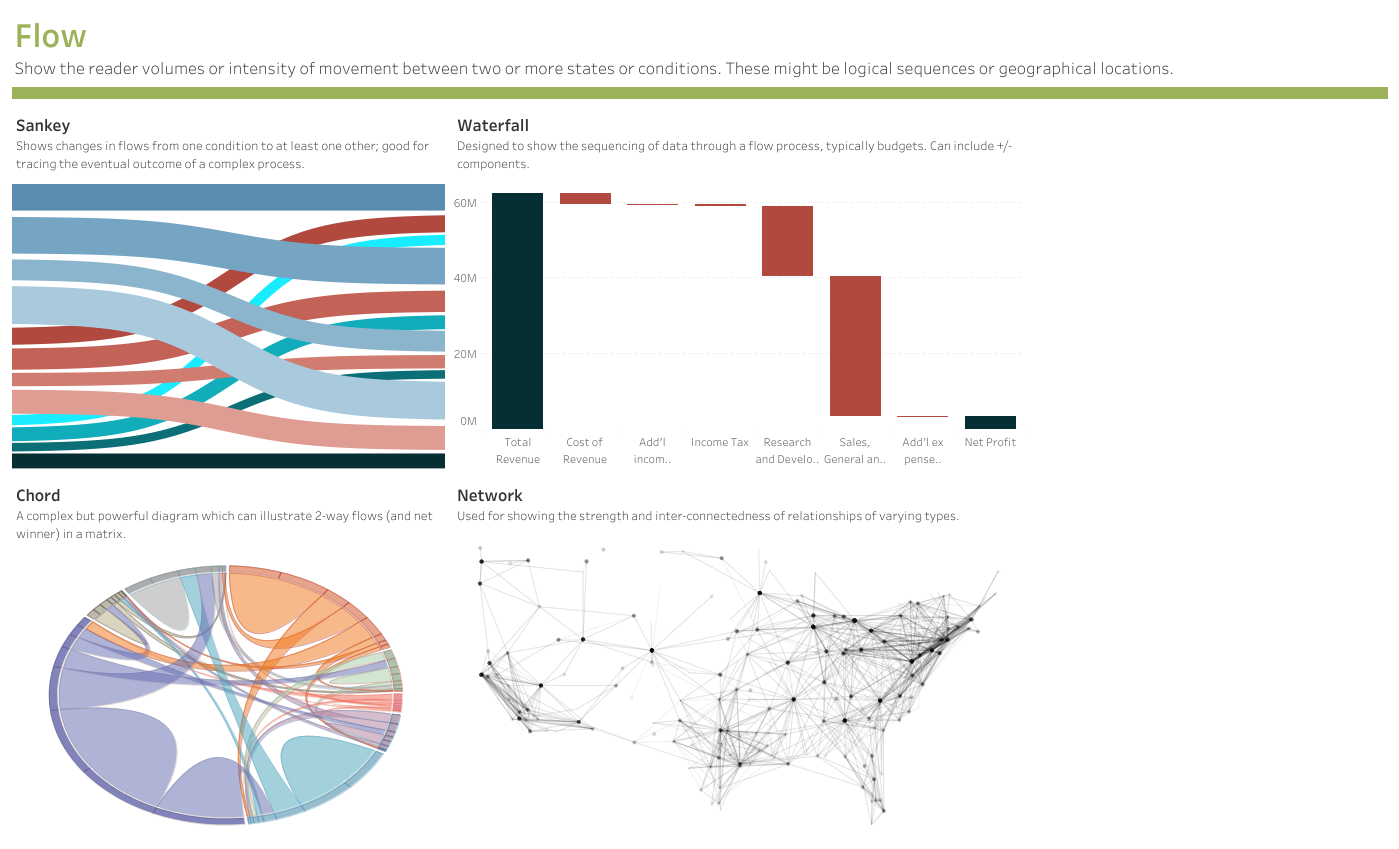 Flow
Show the reader volumes or intensity of movement between two or more states or conditions. These might be logical sequences or geographical locations.
Sankey
Shows changes in flows from one condition to at least one other; good for
tracing the eventual outcome of a complex process.
Waterfall
Designed to show the sequencing of data through a flow process, typically budgets. Can include +/-
components.
60M
40M
20M
0M
Total
Revenue
Cost of
Revenue
Add'l
incom..
Income Tax
Research
and Develo..
Sales,
General an..
Add'l ex
pense..
Net Profit
Chord
A complex but powerful diagram which can illustrate 2-way flows (and net
winner) in a matrix.
Network
Used for showing the strength and inter-connectedness of relationships of varying types.